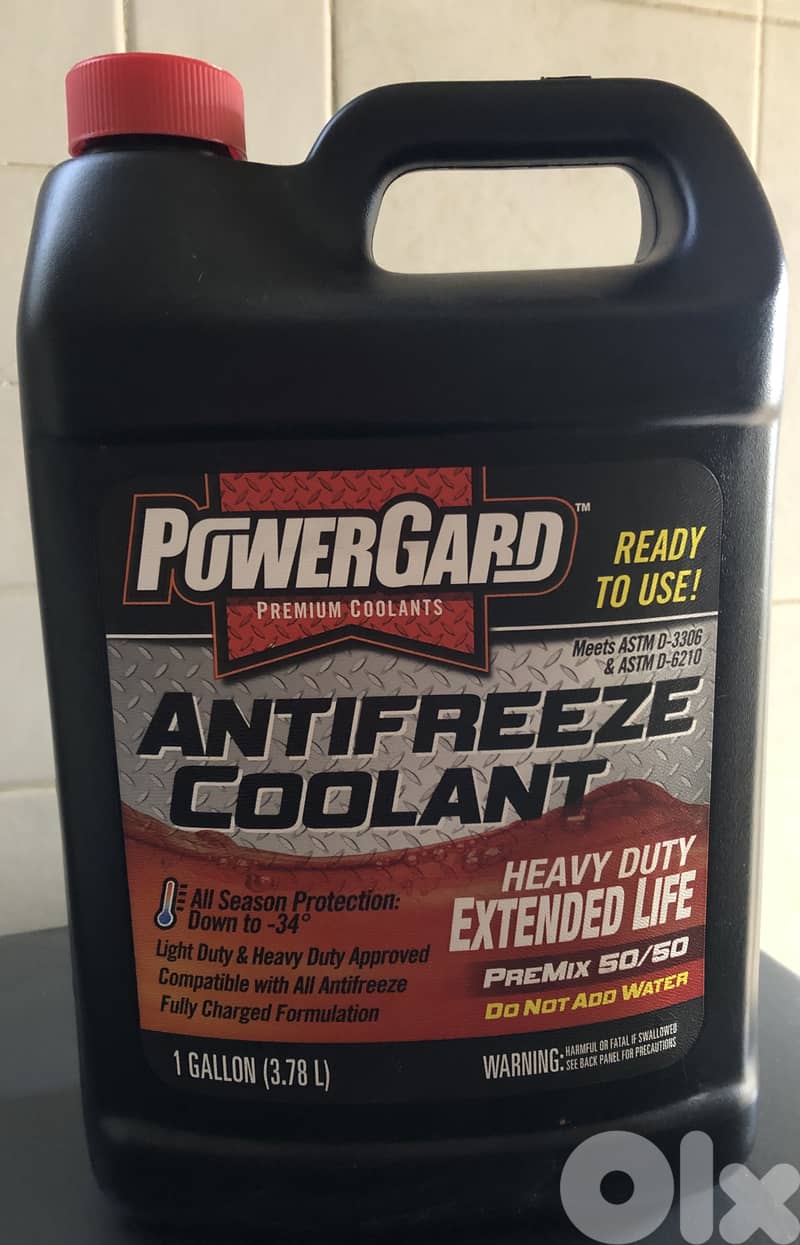 POWERGARD™
PREMIUM COOLANTS
READY
TO USE!
Meets ASTM D-3306
& ASTM D-6210
ANTIFREEZE
COOLANT
HEAVY DUTY
EXTENDED LIFE
PREMIX 50/50
DO NOT ADD WATER
All Season Protection:
Down to -34°
Light Duty & Heavy Duty Approved
Compatible with All Antifreeze
Fully Charged Formulation
1 GALLON (3.78 L)
WARNING: HARMFUL OR FATAL IF SWALLOWED
SEE BACK PANEL FOR PRECAUTIONS
Olx